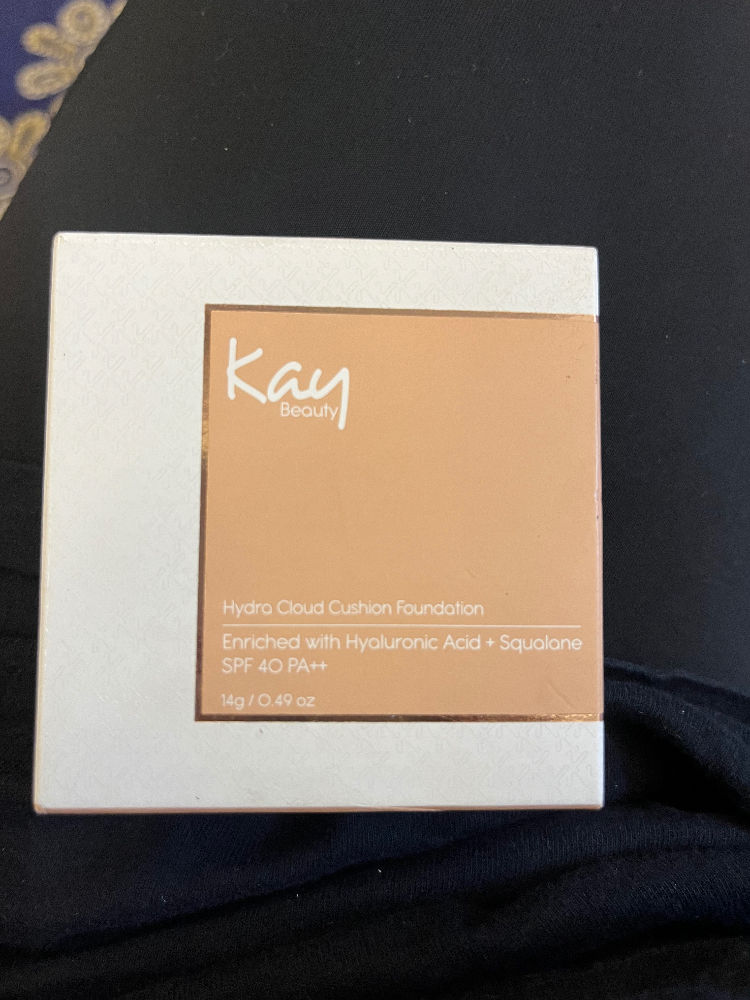 Kay
Beauty
Hydra Cloud Cushion Foundation
Enriched with Hyaluronic Acid + Squalane
SPF 40 PA++
14g / 0.49 oz